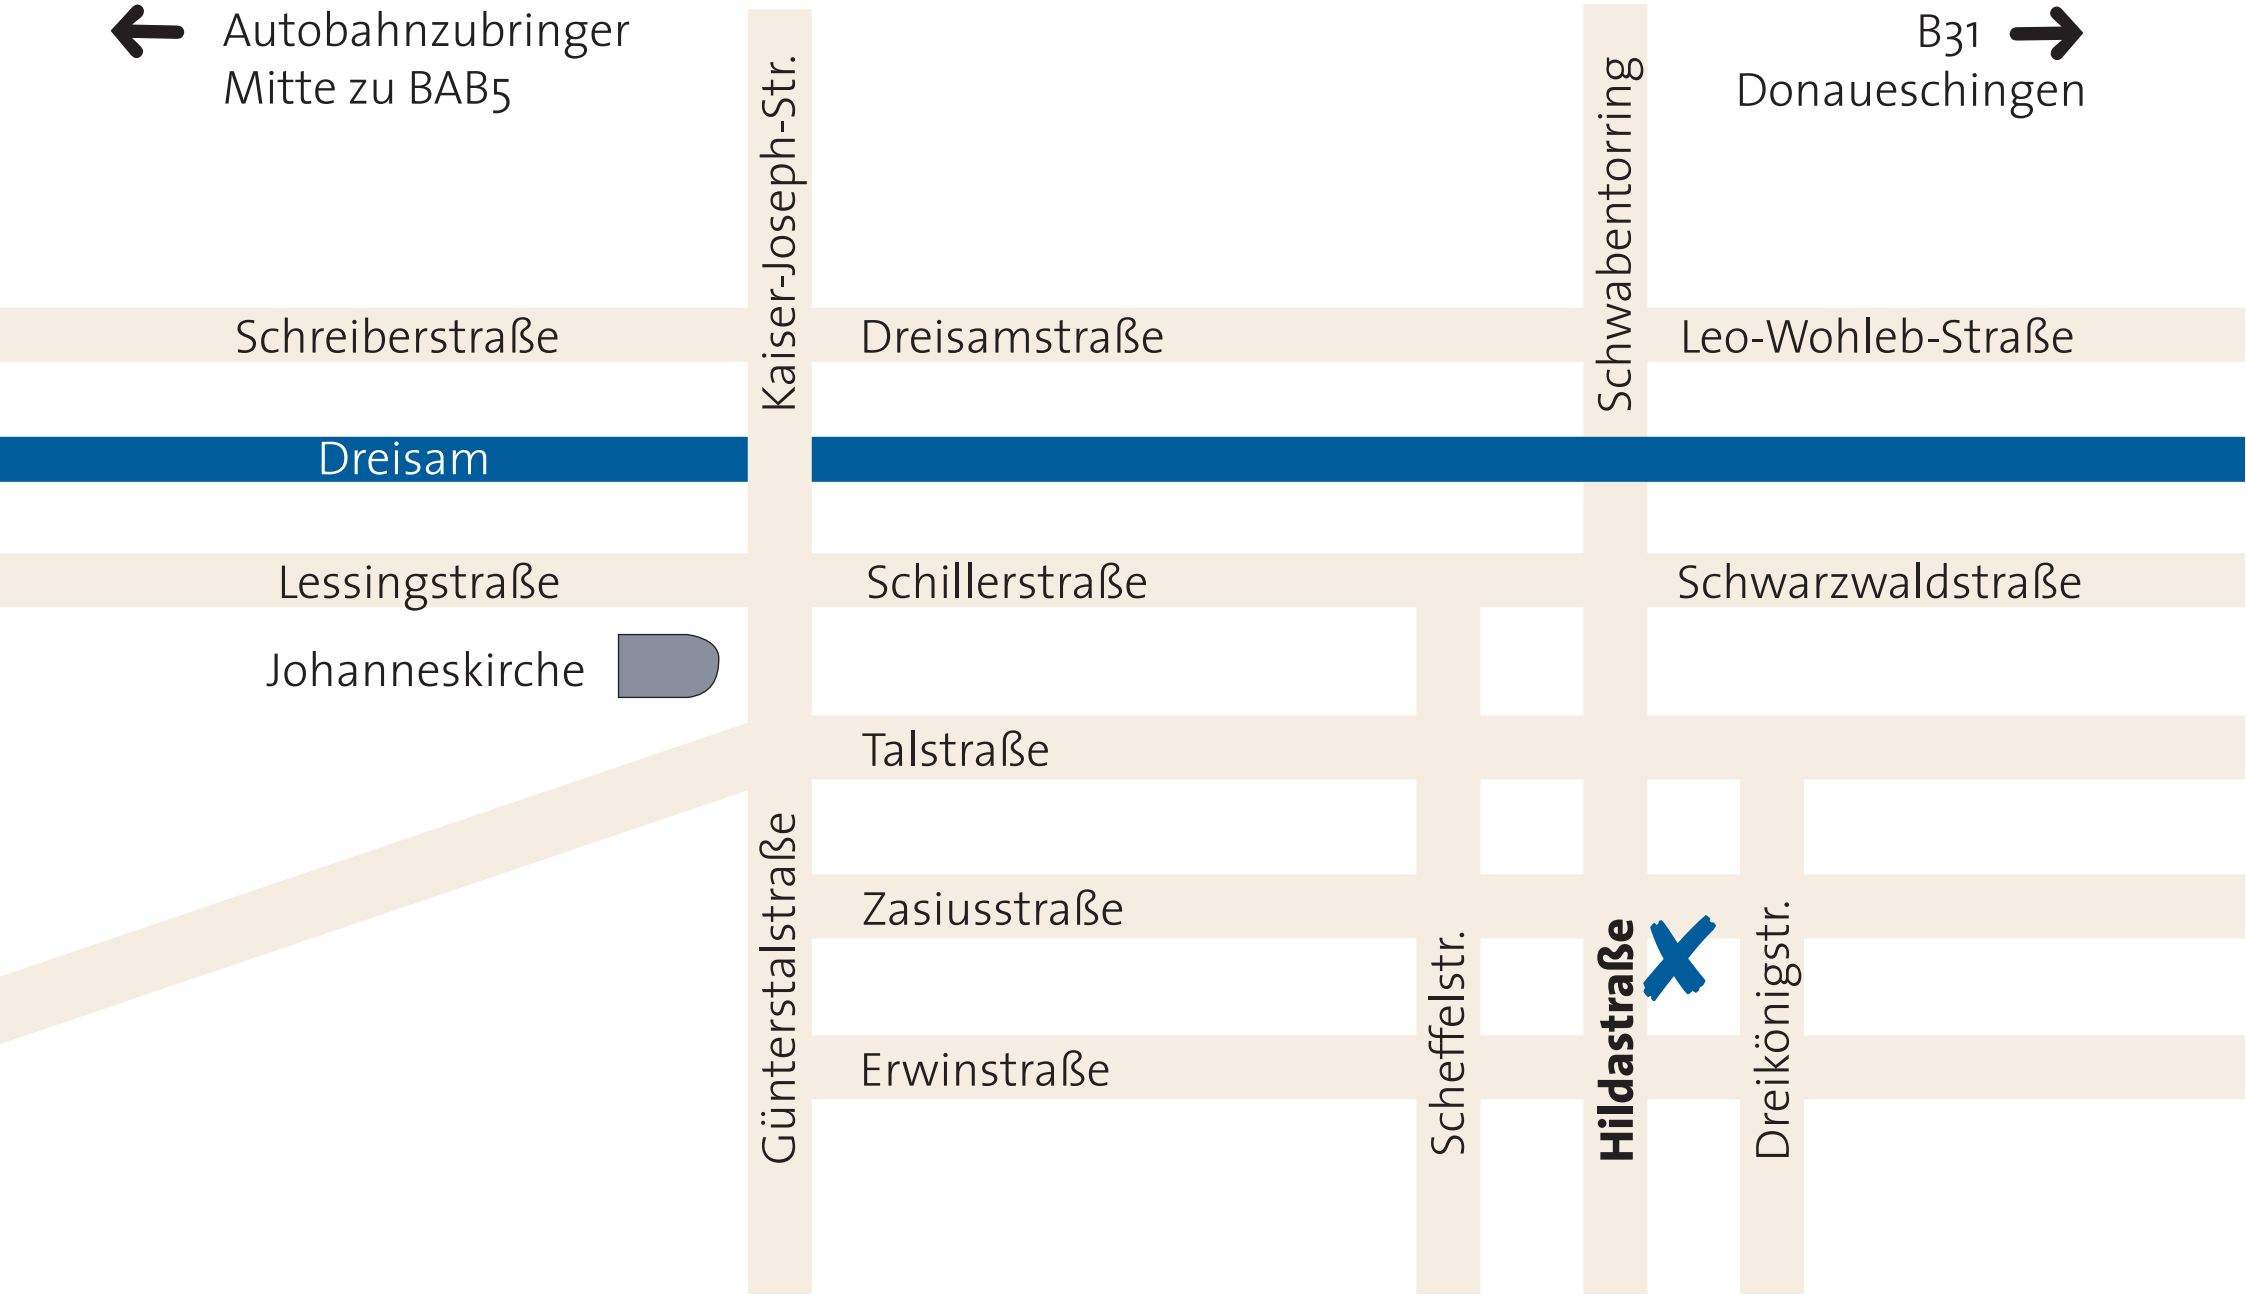 Autobahnzubringer
Mitte zu BAB5
B31
Donaueschingen
Kaiser-Joseph-Str.
Schwabentorring
Schreiberstraße
Dreisamstraße
Leo-Wohleb-Straße
Dreisam
Lessingstraße
Schillerstraße
Schwarzwaldstraße
Johanneskirche
Talstraße
Günterstalstraße
Zasiusstraße
Scheffelstr.
Hildastraße
Dreikönigstr.
Erwinstraße